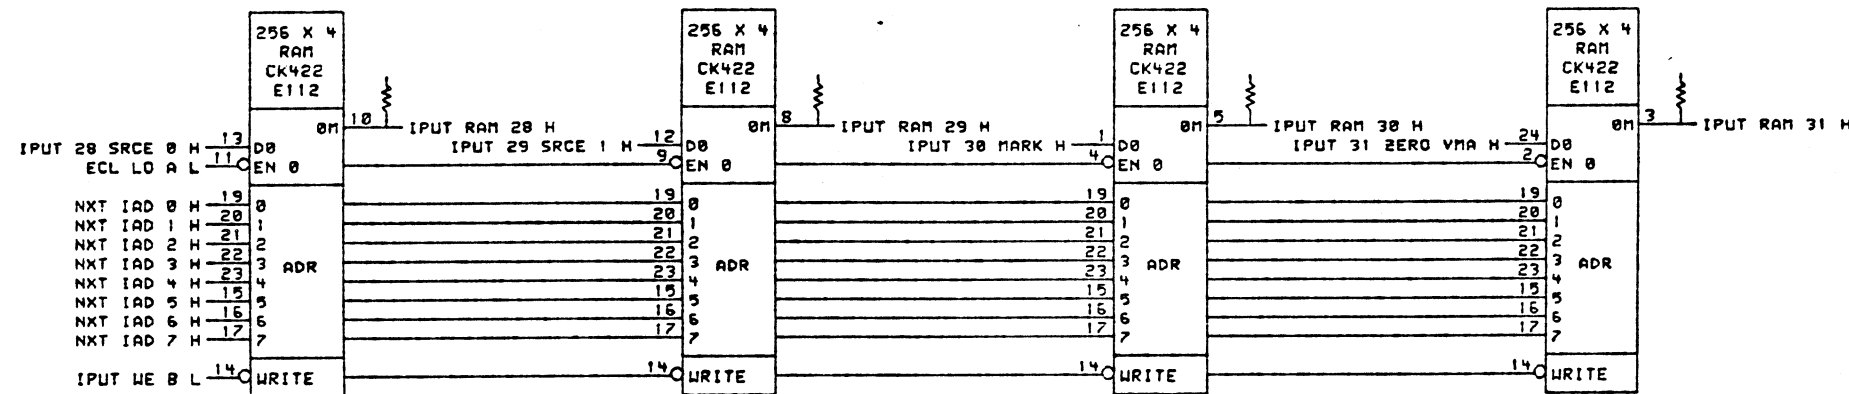 256 X 4
RAM
CK422
E112
0M
10
IPUT RAM 28 H
IPUT 28 SRCE 0 H
13
D0
ECL LO A L
11
EN 0
NXT IAD 0 H
19
0
NXT IAD 1 H
20
1
NXT IAD 2 H
21
2
NXT IAD 3 H
22
3
NXT IAD 4 H
23
4
NXT IAD 5 H
15
5
NXT IAD 6 H
16
6
NXT IAD 7 H
17
7
ADR
IPUT WE B L
14
WRITE
256 X 4
RAM
CK422
E112
0M
8
IPUT RAM 29 H
IPUT 29 SRCE 1 H
12
D0
9
EN 0
19
0
20
1
21
2
22
3
23
4
15
5
16
6
17
7
ADR
14
WRITE
256 X 4
RAM
CK422
E112
0M
5
IPUT RAM 30 H
IPUT 30 MARK H
1
D0
4
EN 0
19
0
20
1
21
2
22
3
23
4
15
5
16
6
17
7
ADR
14
WRITE
256 X 4
RAM
CK422
E112
0M
3
IPUT RAM 31 H
IPUT 31 ZERO VMA H
24
D0
2
EN 0
19
0
20
1
21
2
22
3
23
4
15
5
16
6
17
7
ADR
14
WRITE